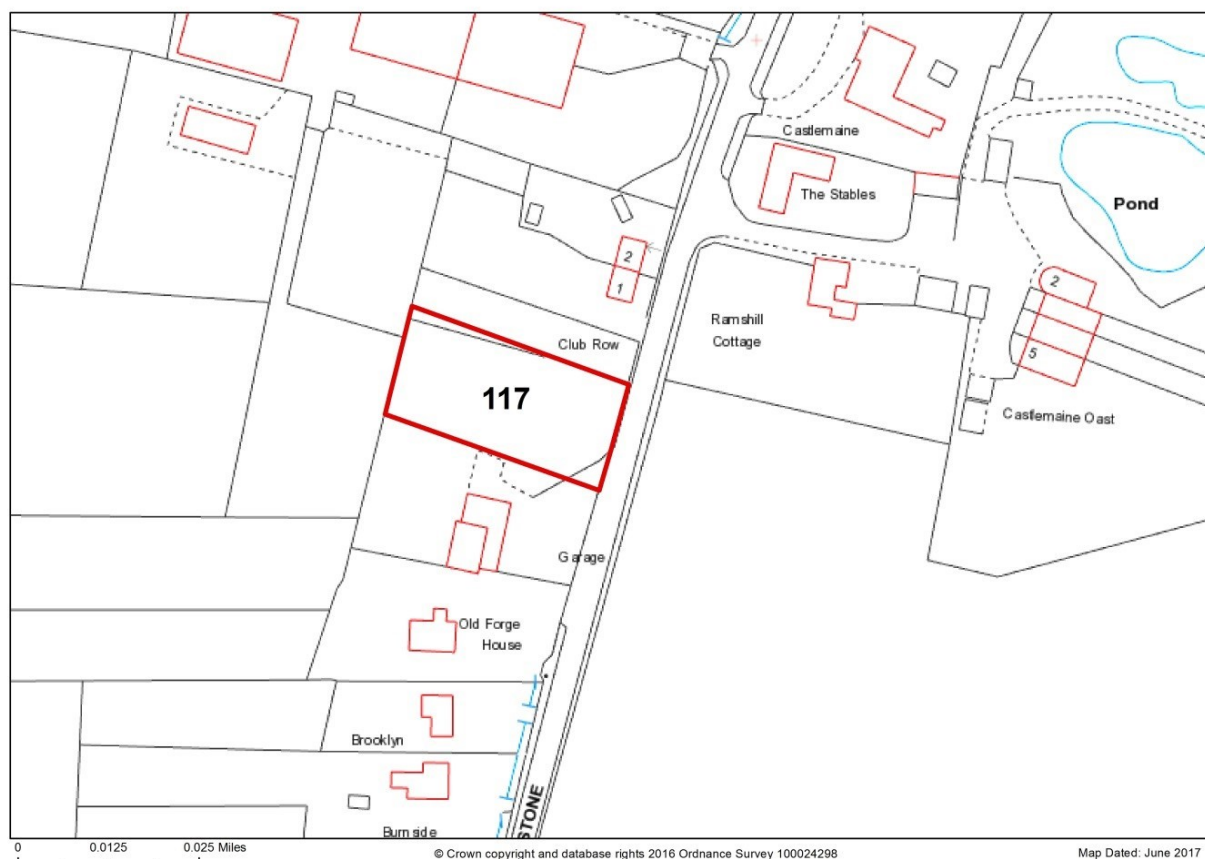 Castlemaine
The Stables
Pond
2
1
2
Ramshill
Cottage
Club Row
5
117
Castlemaine Oast
Garage
Old Forge
House
Brooklyn
STONE
Burnside
0 0.0125 0.025 Miles
© Crown copyright and database rights 2016 Ordnance Survey 100024298
Map Dated: June 2017